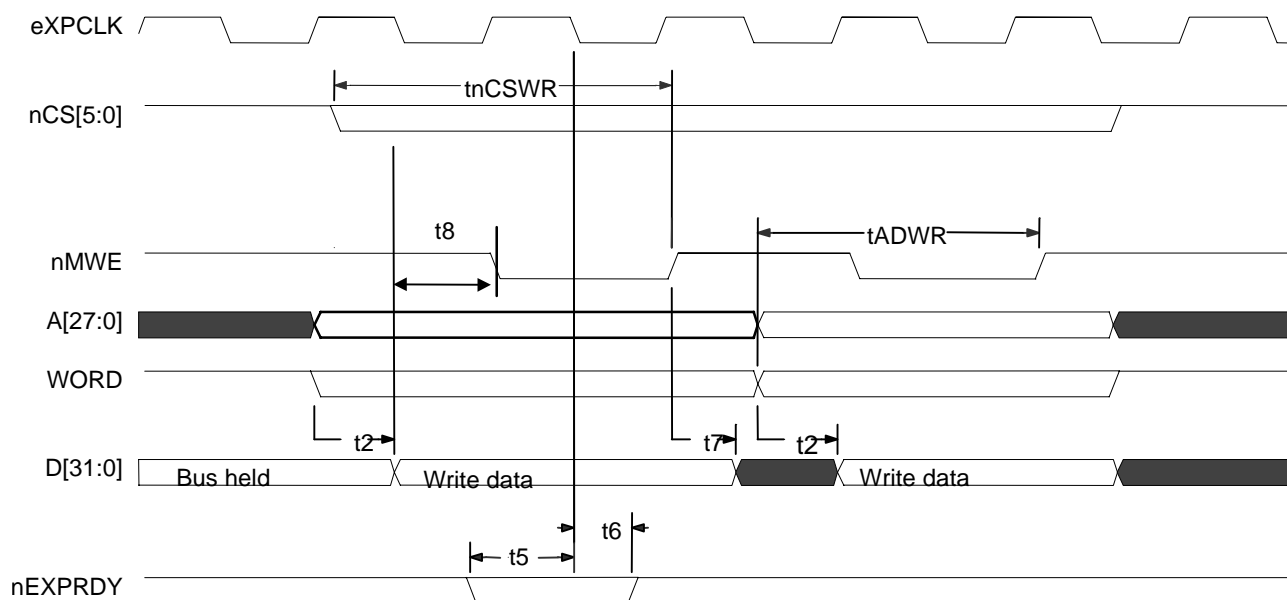 eXPCLK
tnCSWR
nCS[5:0]
t8
tADWR
nMWE
A[27:0]
WORD
t2
t7
t2
D[31:0]
Bus held
Write data
Write data
t6
t5
nEXPRDY